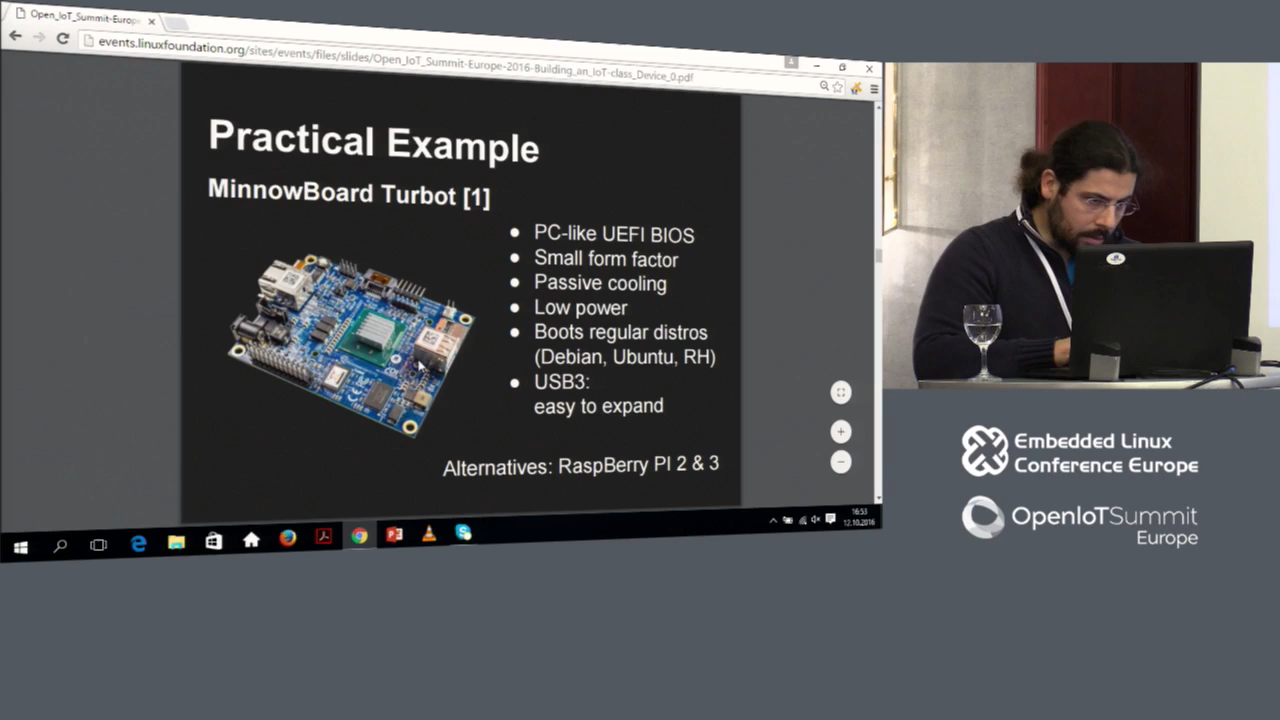 Open_IoT_Summit-Europe
events.linuxfoundation.org/sites/events/files/slides/Open_IoT_Summit-Europe-2016-Building_an_IoT-class_Device_0.pdf
Practical Example
MinnowBoard Turbot [1]
● PC-like UEFI BIOS
● Small form factor
● Passive cooling
● Low power
● Boots regular distros
(Debian, Ubuntu, RH)
● USB3:
easy to expand
Alternatives: RaspBerry PI 2 & 3
16:53
12.10.2016
Embedded Linux
Conference Europe
OpenIoTSummit
Europe